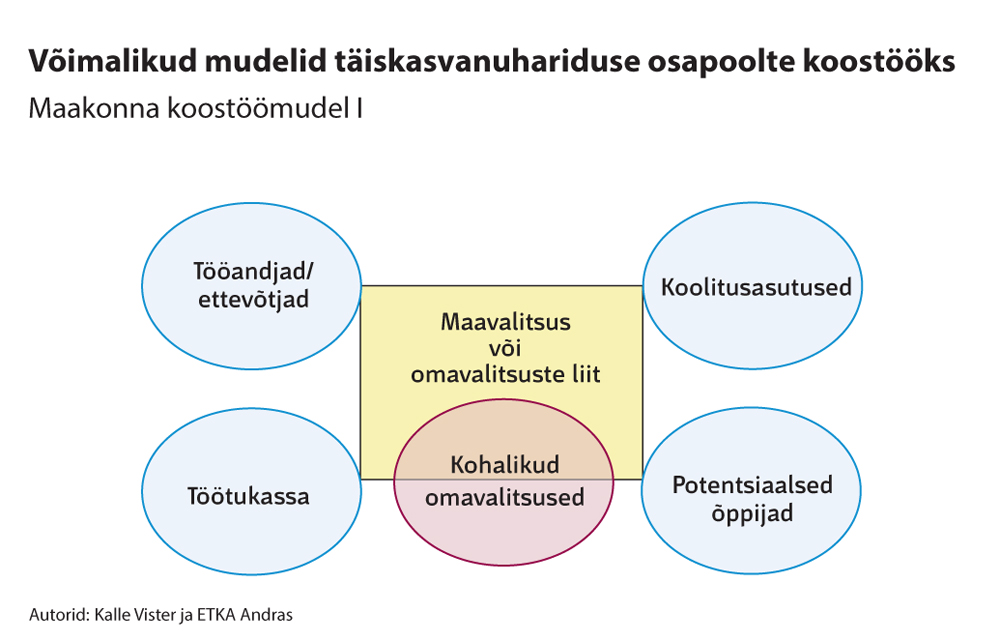 Võimalikud mudelid täiskasvanuhariduse osapoolte koostööks
Maakonna koostöömudel I
Tööandjad/
ettevõtjad
Koolitusasutused
Maavalitsus
või
omavalitsuste liit
Töötukassa
Kohalikud
omavalitsused
Potentsiaalsed
õppijad
Autorid: Kalle Vister ja ETKA Andras